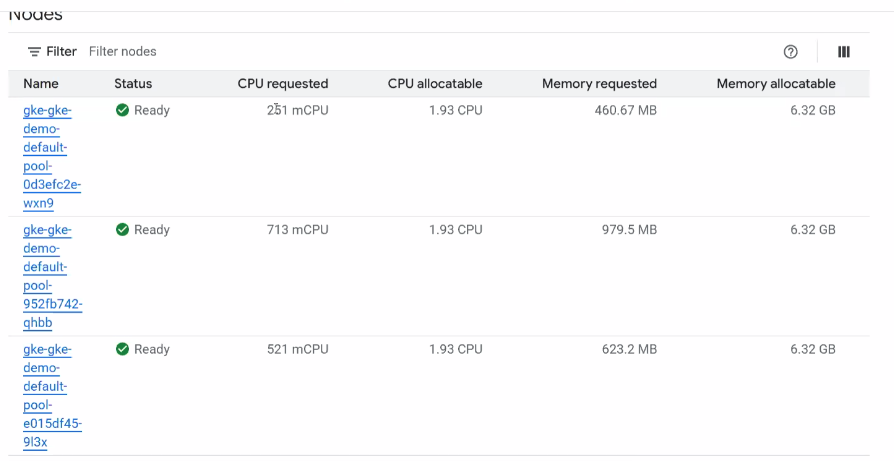 Nodes
Filter Filter nodes
Name Status CPU requested CPU allocatable Memory requested Memory allocatable
gke-gke- Ready 251 mCPU 1.93 CPU 460.67 MB 6.32 GB
demo-
default-
pool-
0d3efc2e-
wxn9
gke-gke- Ready 713 mCPU 1.93 CPU 979.5 MB 6.32 GB
demo-
default-
pool-
952fb742-
qhbb
gke-gke- Ready 521 mCPU 1.93 CPU 623.2 MB 6.32 GB
demo-
default-
pool-
e015df45-
9l3x